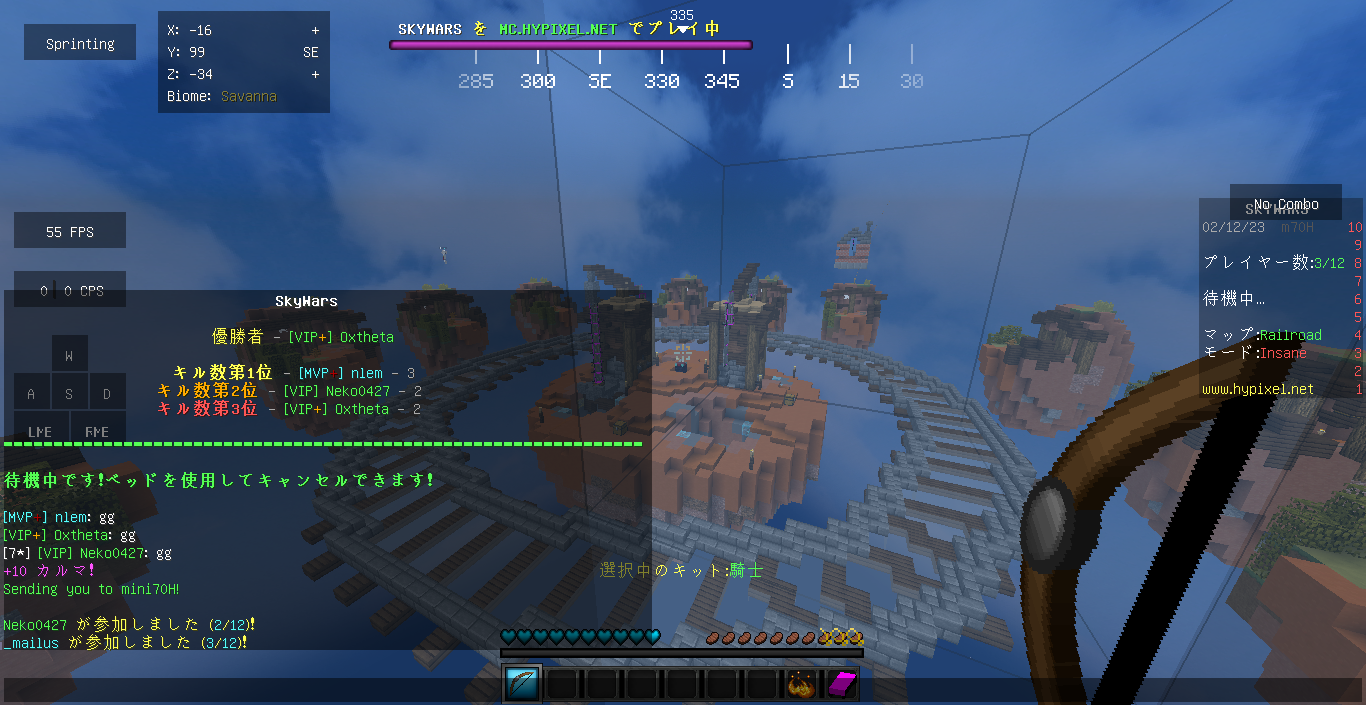 Sprinting
X: -16 +
Y: 99 SE
Z: -34 +
Biome: Savanna
SKYWARS を MC.HYPIXEL.NET でプレイ中
335
285 300 SE 330 345 S 15 30
55 FPS
0 | 0 CPS
W
A S D
LMB RMB
No Combo
SKYWARS
02/12/23 m70H 10
9
プレイヤー数:3/12 8
7
待機中… 6
5
マップ:Railroad 4
モード:Insane 3
2
www.hypixel.net 1
SkyWars
優勝者 - [VIP+] Oxtheta
キル数第1位 - [MVP ] nlem - 3
キル数第2位 - [VIP] Neko0427 - 2
キル数第3位 - [VIP+] Oxtheta - 2
待機中です!ベッドを使用してキャンセルできます!
[MVP ] nlem: gg
[VIP+] Oxtheta: gg
[7*] [VIP] Neko0427: gg
+10 カルマ!
Sending you to mini70H!
Neko0427 が参加しました (2/12)!
_mailus が参加しました (3/12)!
選択中のキット:騎士